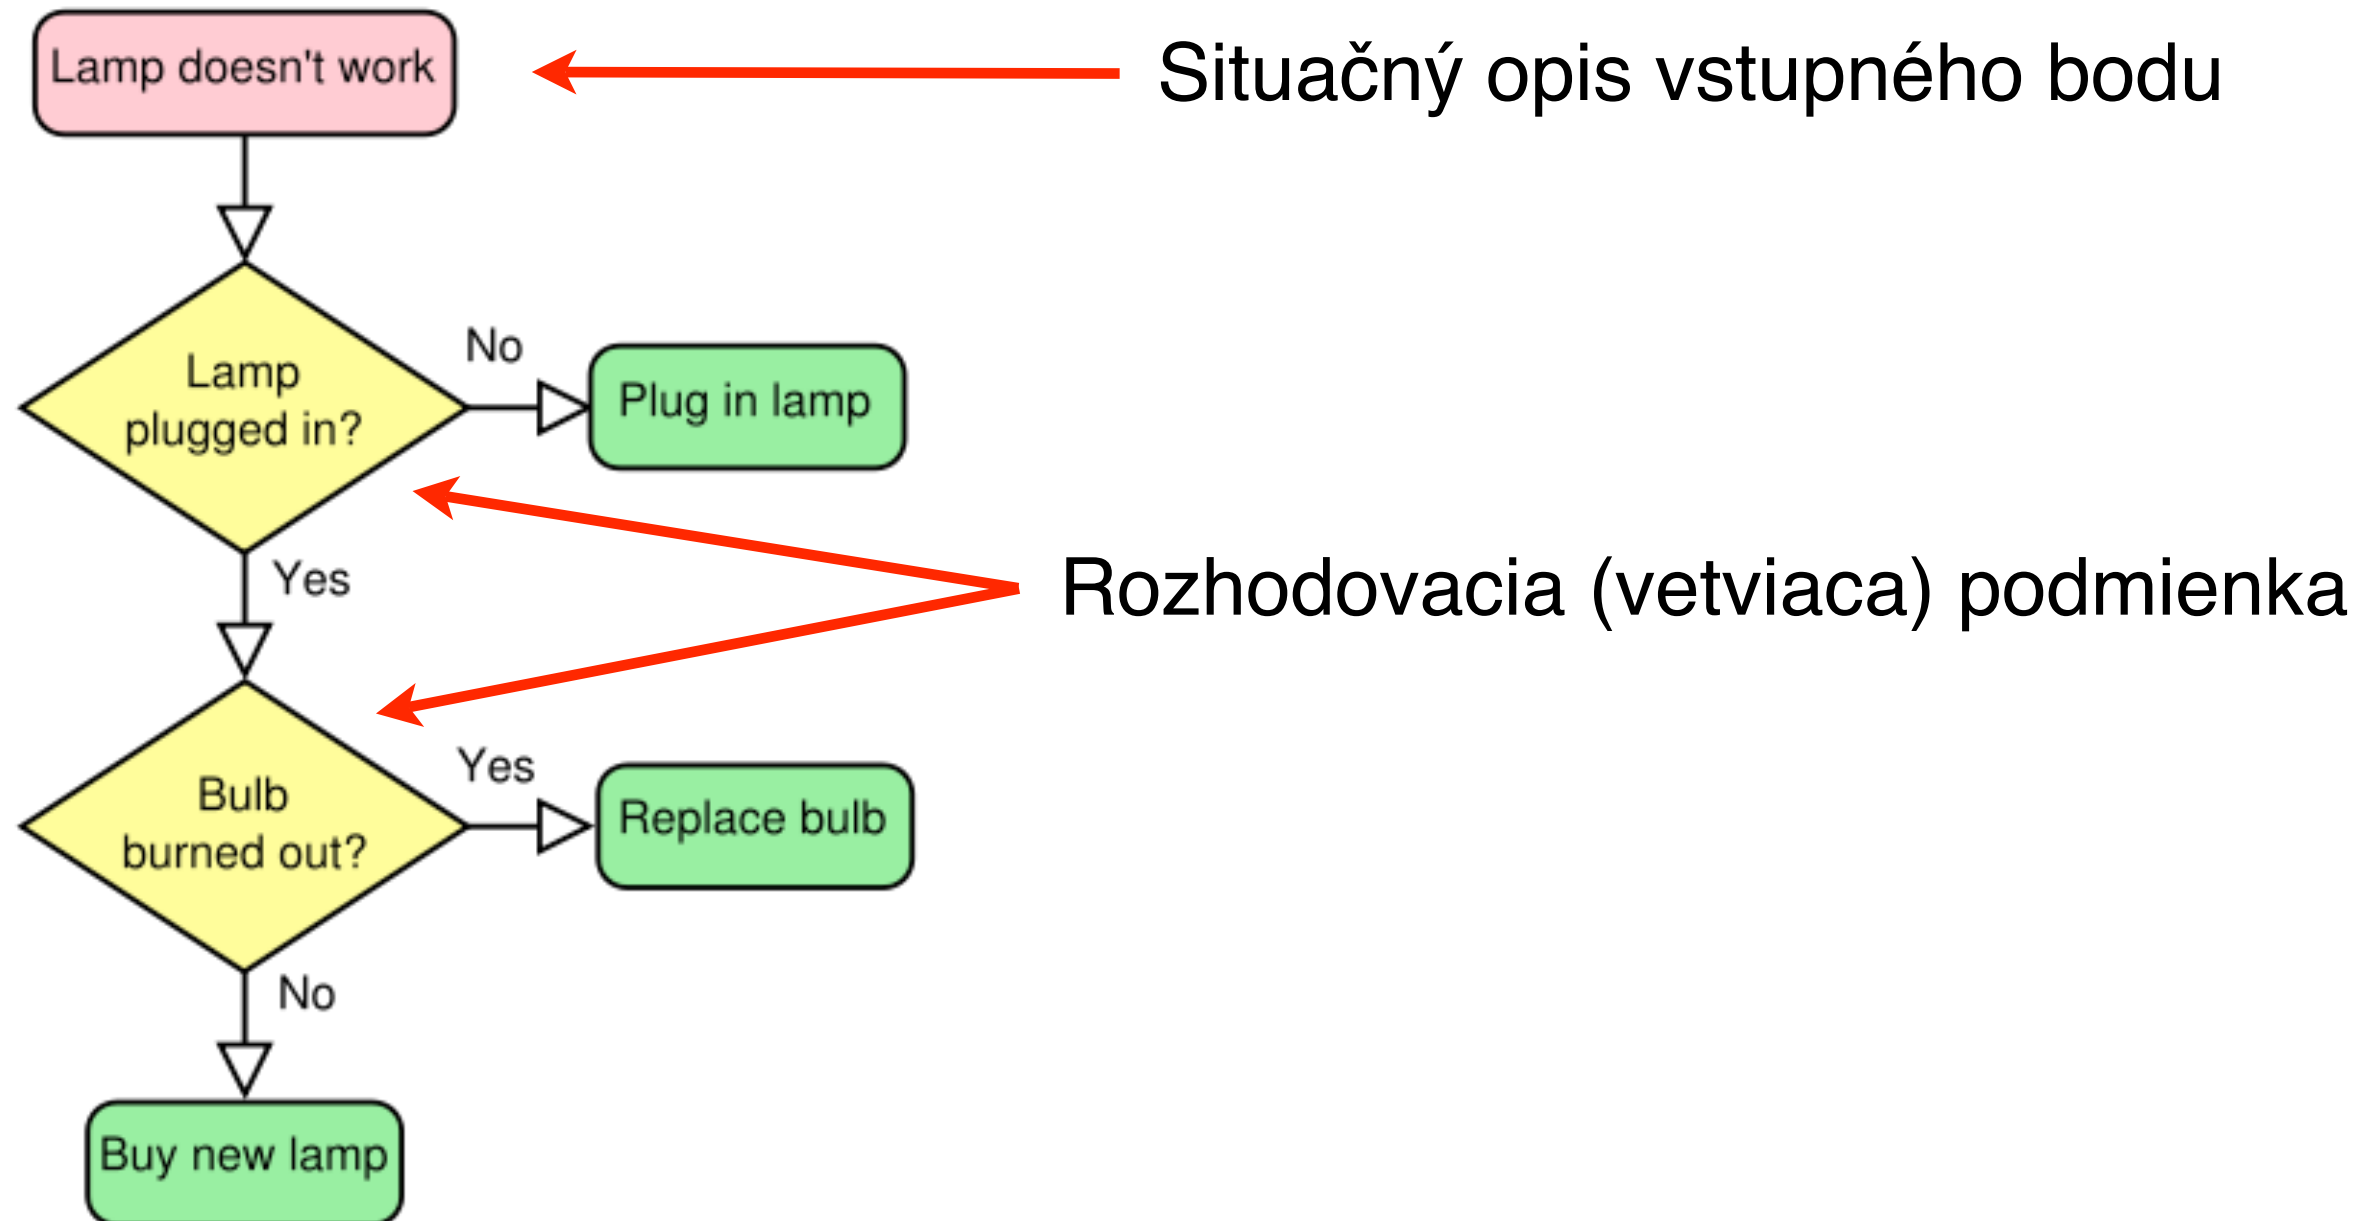 Lamp doesn't work
Situačný opis vstupného bodu
No
Lamp
plugged in?
Plug in lamp
Yes
Rozhodovacia (vetviaca) podmienka
Yes
Bulb
burned out?
Replace bulb
No
Buy new lamp